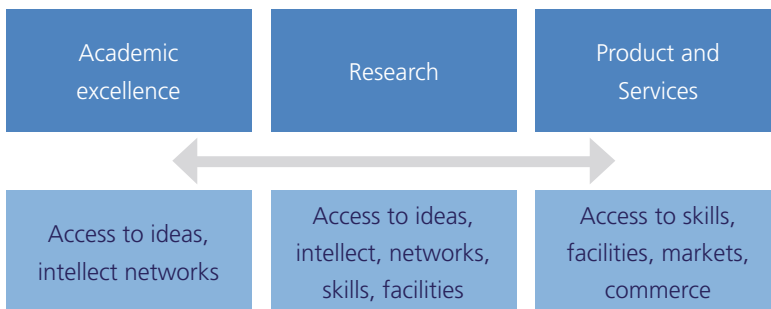 Academic
excellence
Research
Product and
Services
Access to ideas,
intellect networks
Access to ideas,
intellect, networks,
skills, facilities
Access to skills,
facilities, markets,
commerce